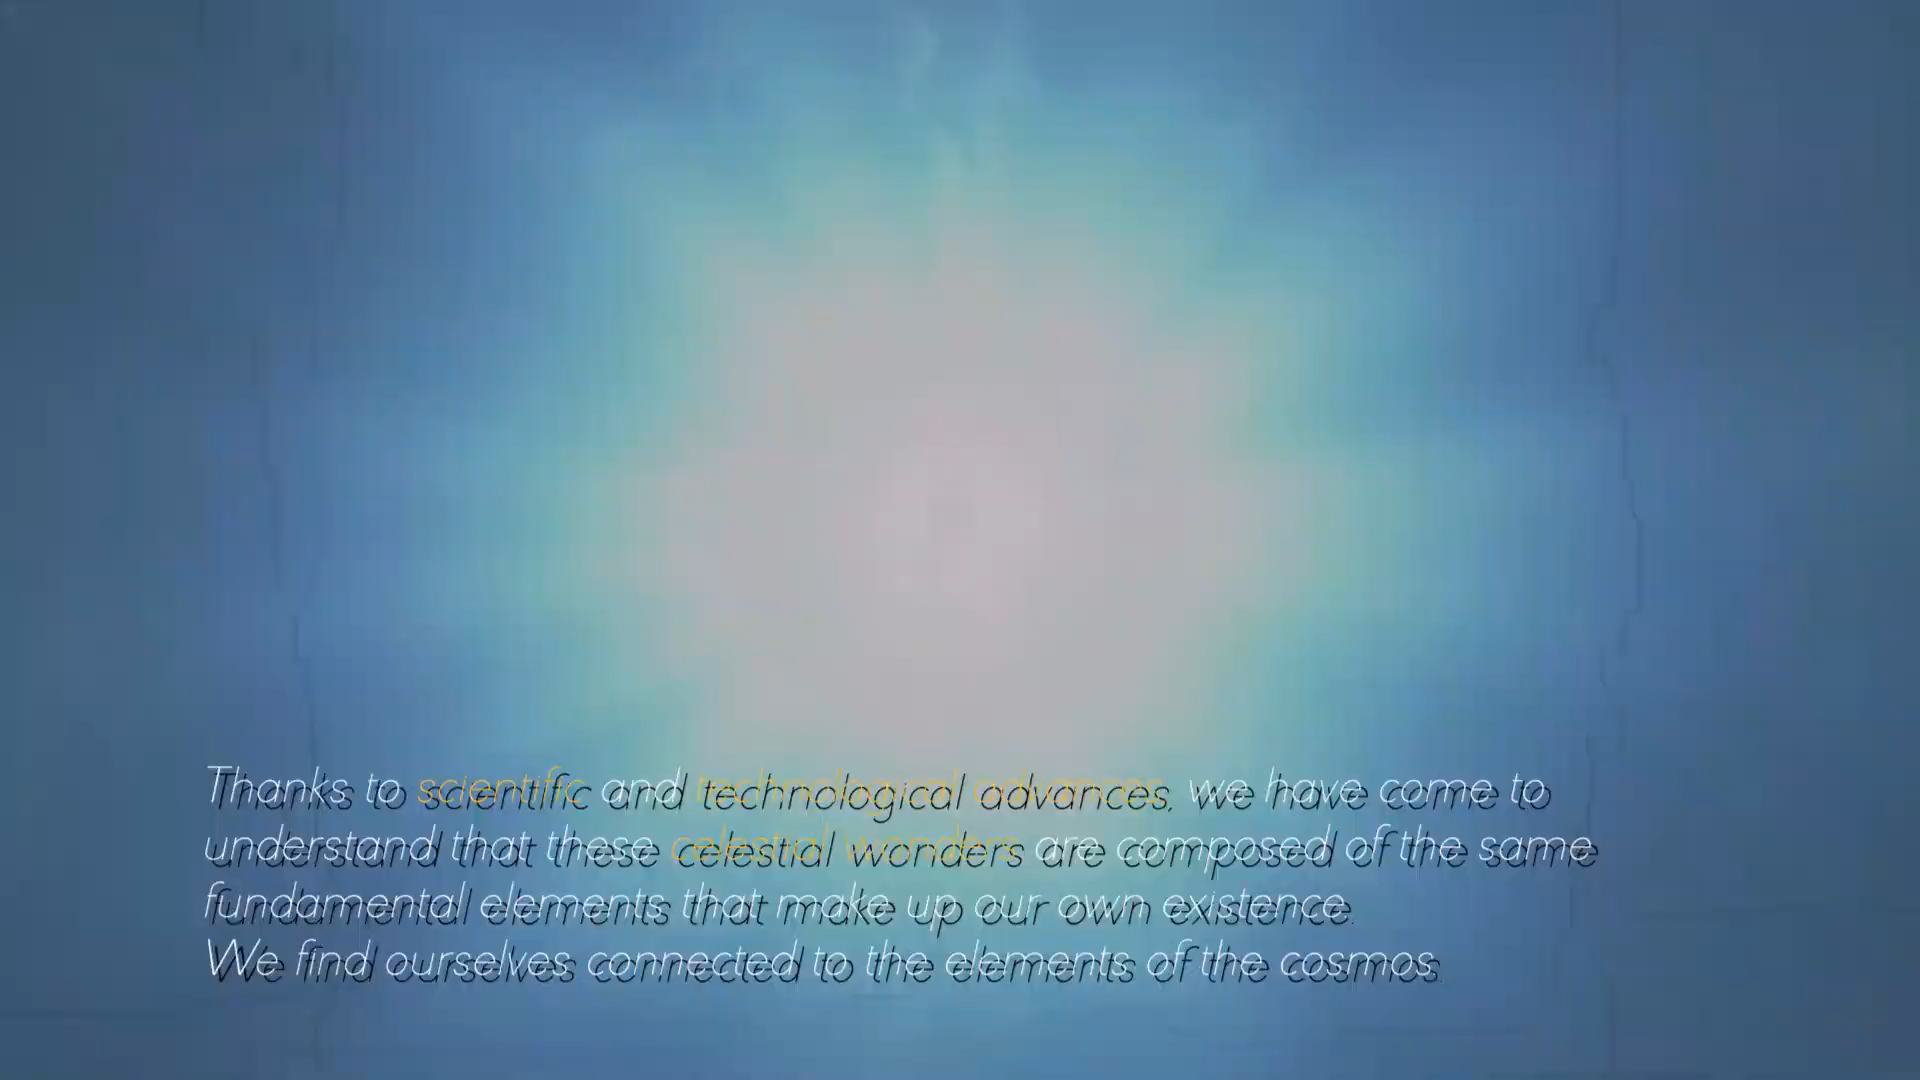 Thanks to scientific and technological advances, we have come to
understand that these celestial wonders are composed of the same
fundamental elements that make up our own existence.
We find ourselves connected to the elements of the cosmos.